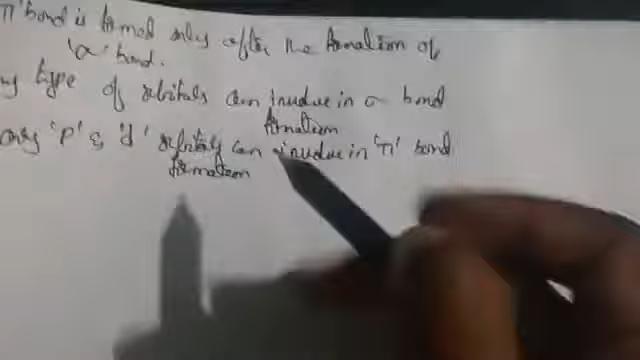 π bond is formed only after the formation of
'σ' bond.
type of orbitals can involve in σ bond
formation
only 'p' & 'd' orbitals can involve in 'π' bond
formation